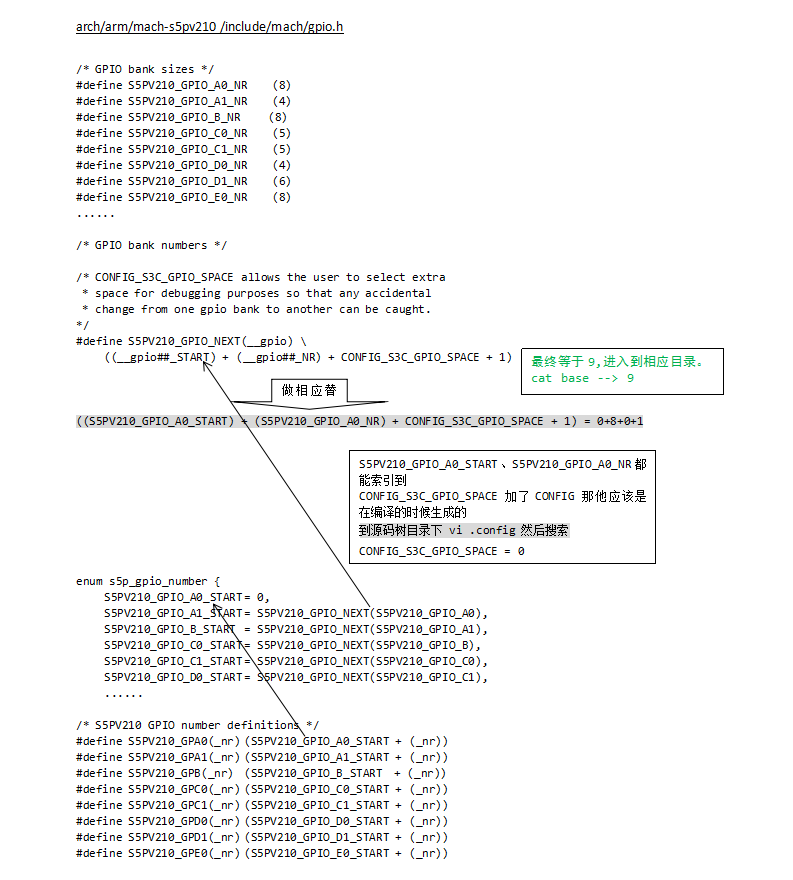 arch/arm/mach-s5pv210 /include/mach/gpio.h
/* GPIO bank sizes */
#define S5PV210_GPIO_A0_NR (8)
#define S5PV210_GPIO_A1_NR (4)
#define S5PV210_GPIO_B_NR (8)
#define S5PV210_GPIO_C0_NR (5)
#define S5PV210_GPIO_C1_NR (5)
#define S5PV210_GPIO_D0_NR (4)
#define S5PV210_GPIO_D1_NR (6)
#define S5PV210_GPIO_E0_NR (8)
......
/* GPIO bank numbers */
/* CONFIG_S3C_GPIO_SPACE allows the user to select extra
* space for debugging purposes so that any accidental
* change from one gpio bank to another can be caught.
*/
#define S5PV210_GPIO_NEXT(__gpio) \
((__gpio##_START) + (__gpio##_NR) + CONFIG_S3C_GPIO_SPACE + 1)
最终等于 9,进入到相应目录。
cat base --> 9
做相应替
((S5PV210_GPIO_A0_START) + (S5PV210_GPIO_A0_NR) + CONFIG_S3C_GPIO_SPACE + 1) = 0+8+0+1
S5PV210_GPIO_A0_START、S5PV210_GPIO_A0_NR 都
能索引到
CONFIG_S3C_GPIO_SPACE 加了 CONFIG 那他应该是
在编译的时候生成的
到源码树目录下 vi .config 然后搜索
CONFIG_S3C_GPIO_SPACE = 0
enum s5p_gpio_number {
S5PV210_GPIO_A0_START= 0,
S5PV210_GPIO_A1_START= S5PV210_GPIO_NEXT(S5PV210_GPIO_A0),
S5PV210_GPIO_B_START = S5PV210_GPIO_NEXT(S5PV210_GPIO_A1),
S5PV210_GPIO_C0_START= S5PV210_GPIO_NEXT(S5PV210_GPIO_B),
S5PV210_GPIO_C1_START= S5PV210_GPIO_NEXT(S5PV210_GPIO_C0),
S5PV210_GPIO_D0_START= S5PV210_GPIO_NEXT(S5PV210_GPIO_C1),
......
/* S5PV210 GPIO number definitions */
#define S5PV210_GPA0(_nr) (S5PV210_GPIO_A0_START + (_nr))
#define S5PV210_GPA1(_nr) (S5PV210_GPIO_A1_START + (_nr))
#define S5PV210_GPB(_nr) (S5PV210_GPIO_B_START + (_nr))
#define S5PV210_GPC0(_nr) (S5PV210_GPIO_C0_START + (_nr))
#define S5PV210_GPC1(_nr) (S5PV210_GPIO_C1_START + (_nr))
#define S5PV210_GPD0(_nr) (S5PV210_GPIO_D0_START + (_nr))
#define S5PV210_GPD1(_nr) (S5PV210_GPIO_D1_START + (_nr))
#define S5PV210_GPE0(_nr) (S5PV210_GPIO_E0_START + (_nr))